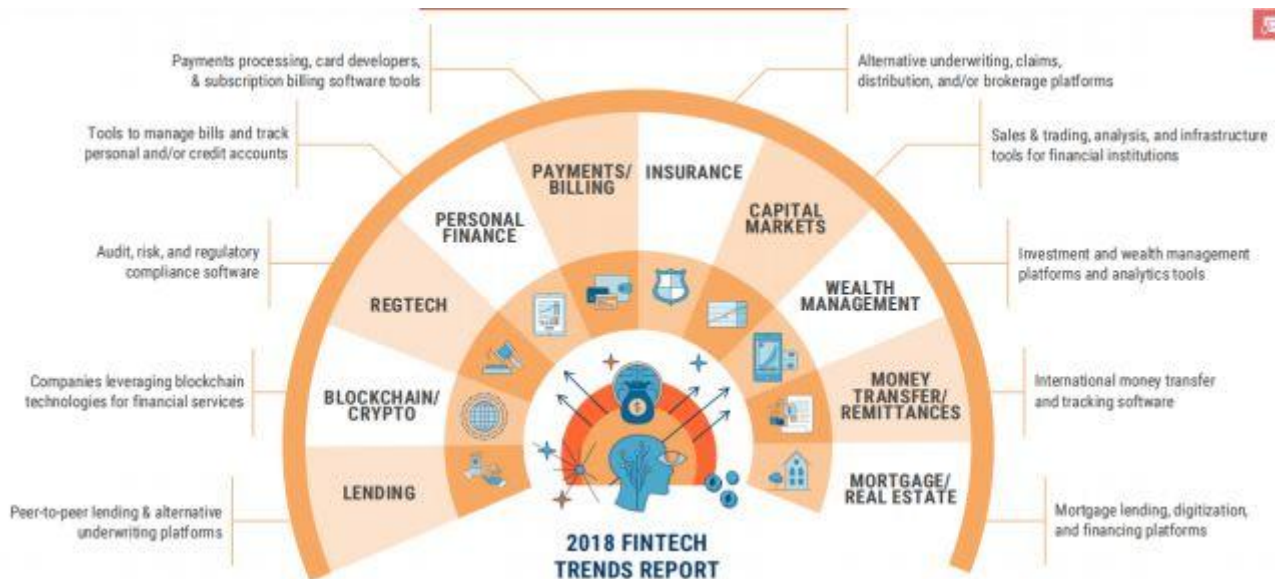 Payments processing, card developers,
& subscription billing software tools
Alternative underwriting, claims,
distribution, and/or brokerage platforms
Tools to manage bills and track
personal and/or credit accounts
Sales & trading, analysis, and infrastructure
tools for financial institutions
PAYMENTS/
BILLING
INSURANCE
PERSONAL
FINANCE
CAPITAL
MARKETS
Audit, risk, and regulatory
compliance software
Investment and wealth management
platforms and analytics tools
REGTECH
WEALTH
MANAGEMENT
Companies leveraging blockchain
technologies for financial services
International money transfer
and tracking software
BLOCKCHAIN/
CRYPTO
MONEY
TRANSFER/
REMITTANCES
LENDING
MORTGAGE/
REAL ESTATE
Peer-to-peer lending & alternative
underwriting platforms
Mortgage lending, digitization,
and financing platforms
$
2018 FINTECH
TRENDS REPORT